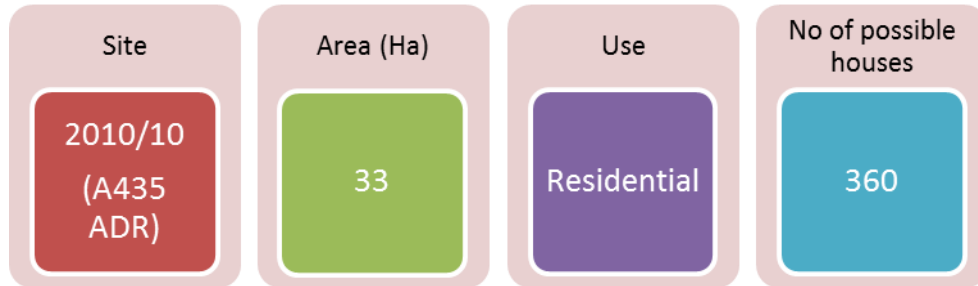 Site
2010/10
(A435
ADR)
Area (Ha)
33
Use
Residential
No of possible
houses
360